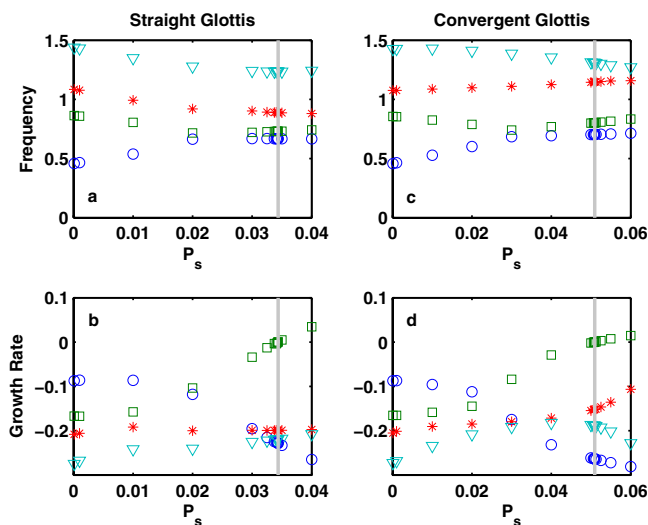 Straight Glottis
Convergent Glottis
Frequency
1.5
1
0.5
0
a
0
0.01
0.02
0.03
0.04
P_s
1.5
1
0.5
0
c
0
0.02
0.04
0.06
P_s
Growth Rate
0.1
0
−0.1
−0.2
b
0
0.01
0.02
0.03
0.04
P_s
0.1
0
−0.1
−0.2
d
0
0.02
0.04
0.06
P_s